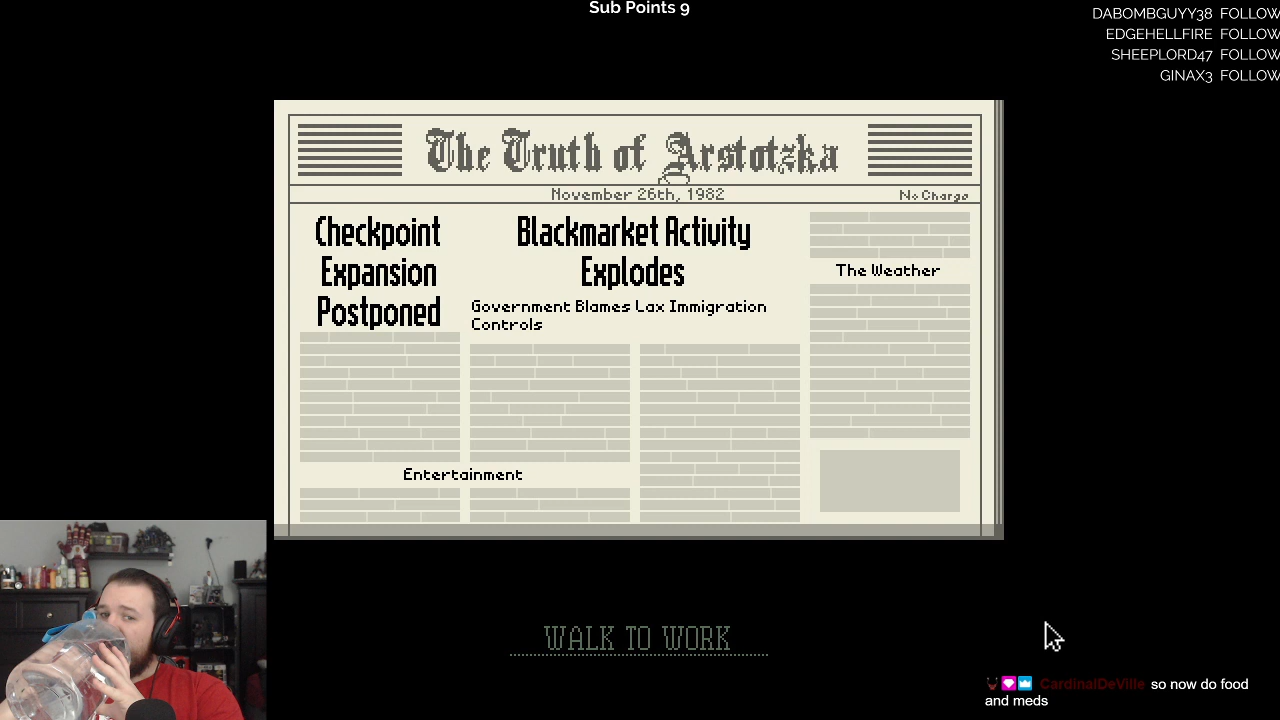 Sub Points 9
DABOMBGUYY38 FOLLOW
EDGEHELLFIRE FOLLOW
SHEEPLORD47 FOLLOW
GINAX3 FOLLOW
The Truth of Arstotzka
November 26th, 1982
No Charge
Checkpoint
Expansion
Postponed
Blackmarket Activity
Explodes
Government Blames Lax Immigration
Controls
The Weather
Entertainment
WALK TO WORK
CardinalDeVille so now do food
and meds